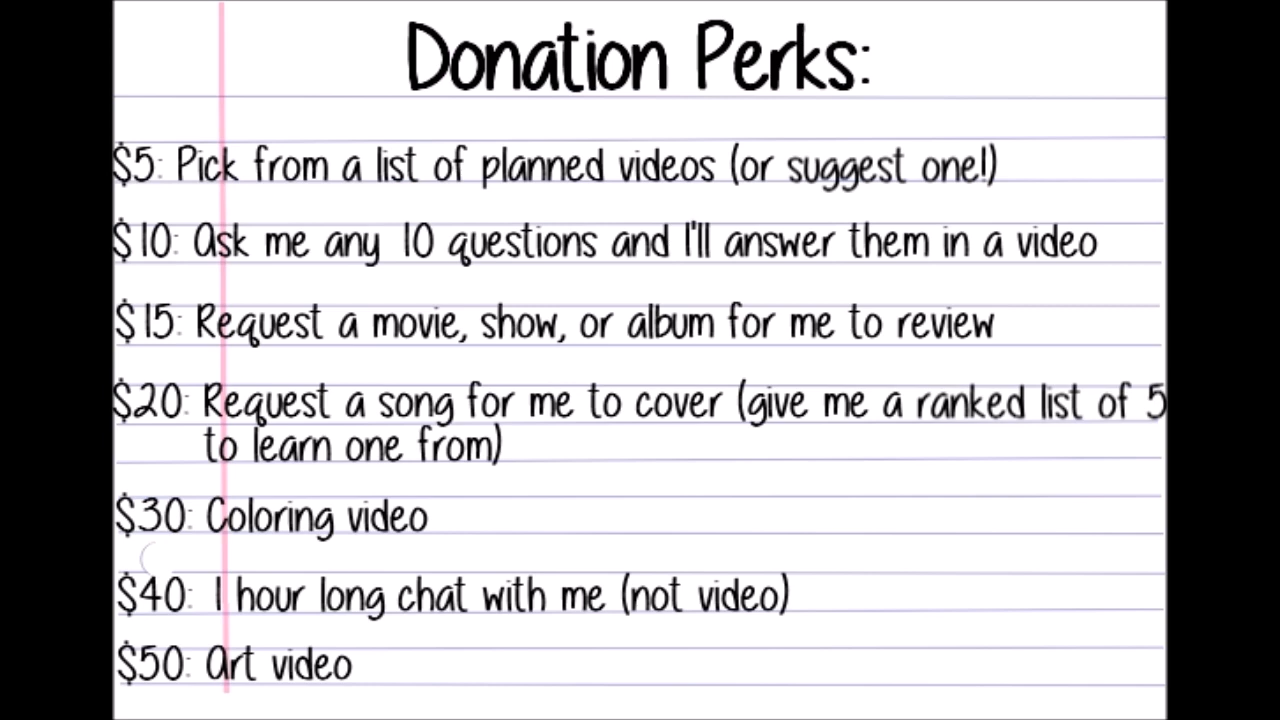 Donation Perks:
$5: Pick from a list of planned videos (or suggest one!)
$10: Ask me any 10 questions and I'll answer them in a video
$15: Request a movie, show, or album for me to review
$20: Request a song for me to cover (give me a ranked list of 5
to learn one from)
$30: Coloring video
$40: 1 hour long chat with me (not video)
$50: Art video